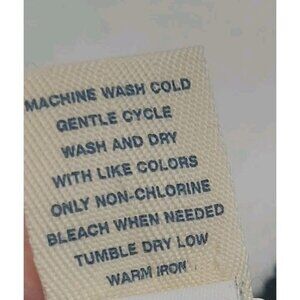 MACHINE WASH COLD
GENTLE CYCLE
WASH AND DRY
WITH LIKE COLORS
ONLY NON-CHLORINE
BLEACH WHEN NEEDED
TUMBLE DRY LOW
WARM IRON